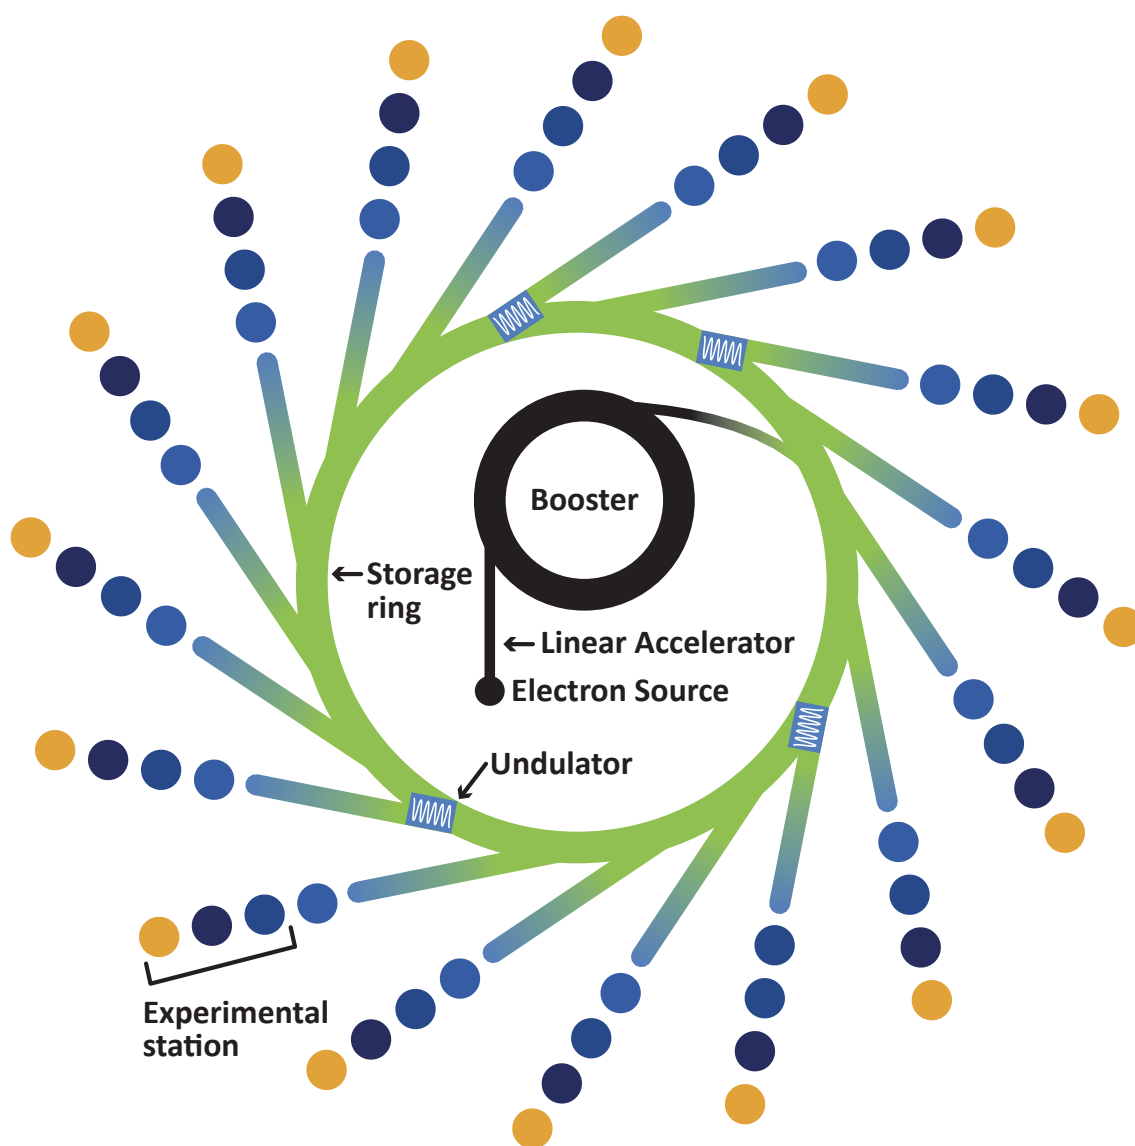 Booster
Storage
ring
Linear Accelerator
Electron Source
Undulator
Experimental
station